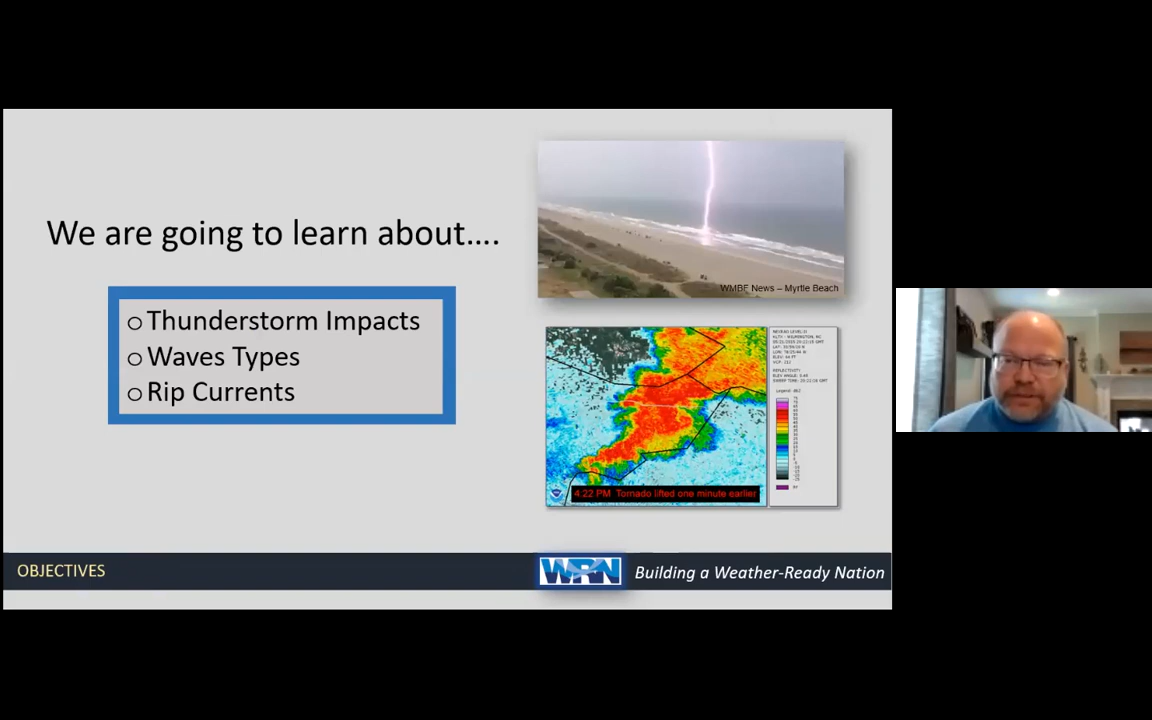 We are going to learn about....
o Thunderstorm Impacts
o Waves Types
o Rip Currents
WMBF News – Myrtle Beach
REFLECTIVITY
4:22 PM Tornado lifted one minute earlier
OBJECTIVES
WRN
Building a Weather-Ready Nation